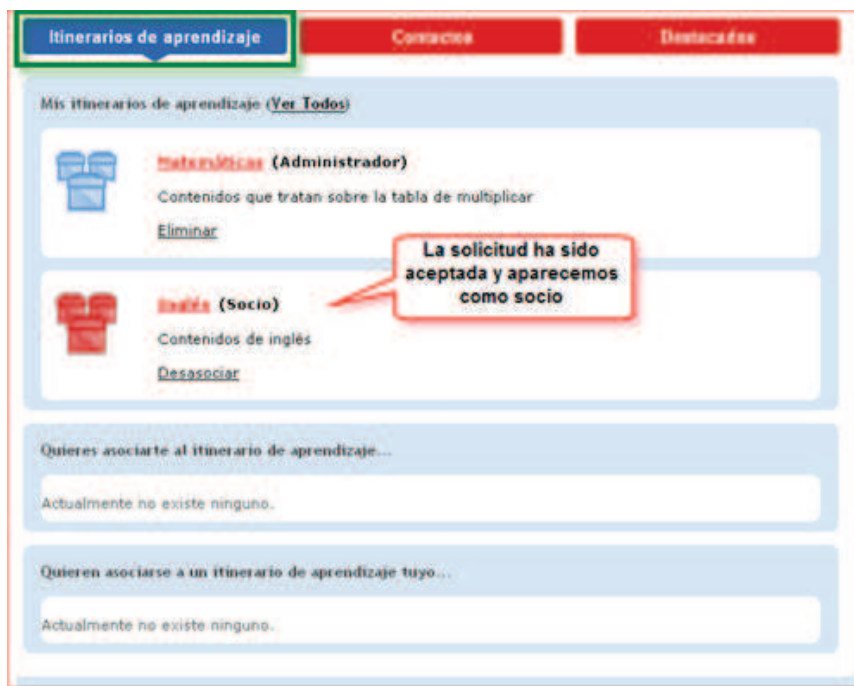 Itinerarios de aprendizaje
Contactos
Destacados
Mis itinerarios de aprendizaje (Ver Todos)
Matemáticas (Administrador)
Contenidos que tratan sobre la tabla de multiplicar
Eliminar
La solicitud ha sido
aceptada y aparecemos
como socio
Inglés (Socio)
Contenidos de inglés
Desasociar
Quieres asociarte al itinerario de aprendizaje...
Actualmente no existe ninguno.
Quieren asociarse a un itinerario de aprendizaje tuyo...
Actualmente no existe ninguno.